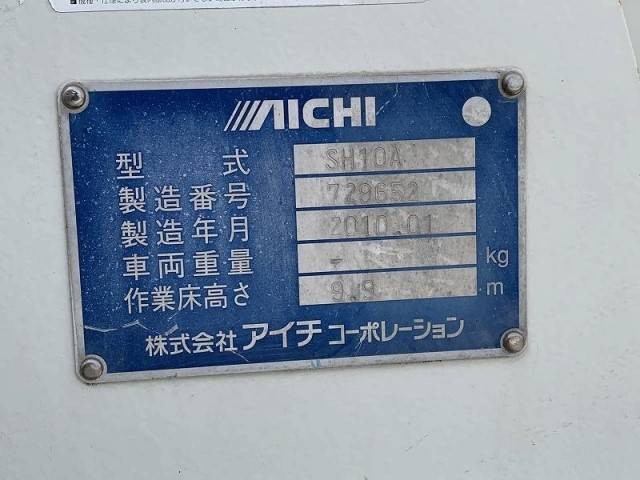 AICHI
型式 SH10A
製造番号 729652
製造年月 2010.01
車両重量 - kg
作業床高さ 9.9 m
株式会社 アイチ コーポレーション